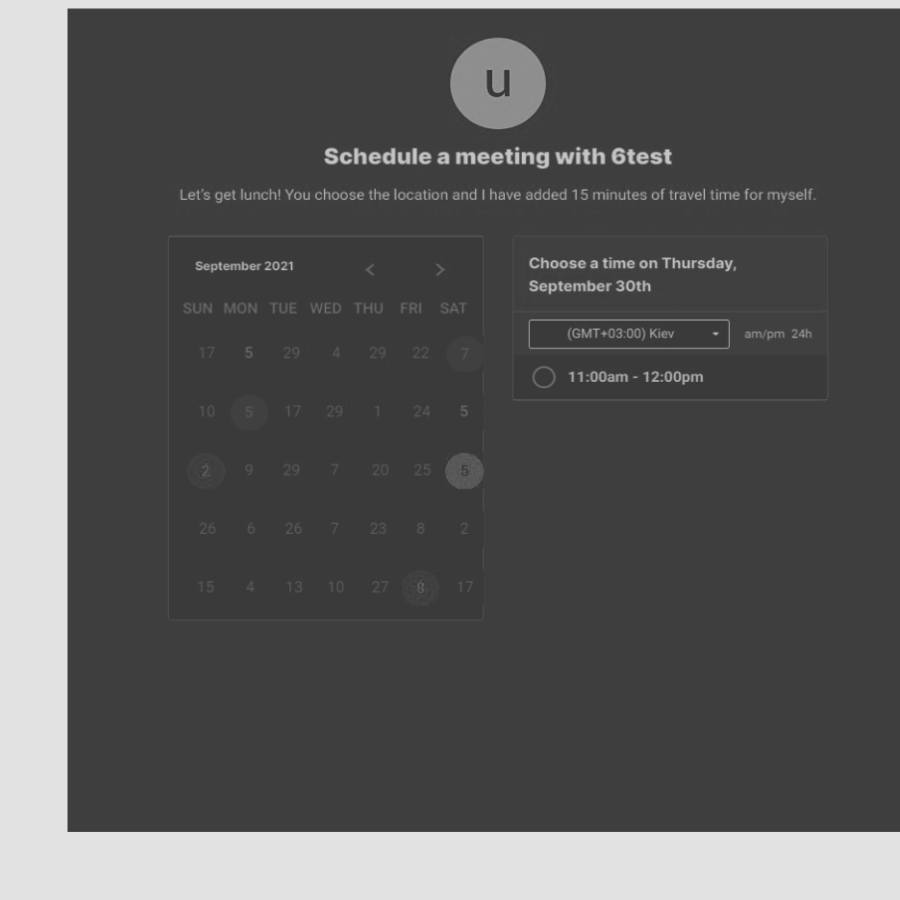 u
Schedule a meeting with 6test
Let's get lunch! You choose the location and I have added 15 minutes of travel time for myself.
September 2021
SUN MON TUE WED THU FRI SAT
17 5 29 4 29 22 7
10 5 17 29 1 24 5
2 9 29 7 20 25 5
26 6 26 7 23 8 2
15 4 13 10 27 8 17
Choose a time on Thursday,
September 30th
(GMT+03:00) Kiev am/pm 24h
11:00am - 12:00pm